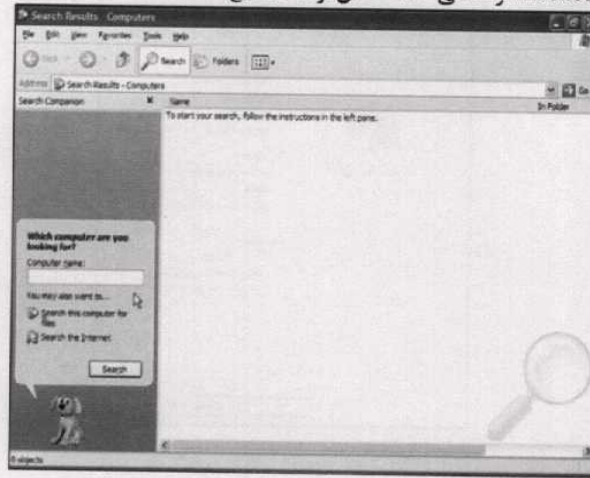 Search Results - Computers
File Edit View Favorites Tools Help
Back Search Folders
Address Search Results - Computers Go
Search Companion
Name In Folder
To start your search, follow the instructions in the left pane.
Which computer are you
looking for?
Computer name:
You may also want to...
Search this computer for
files
Search the Internet
Search
0 objects